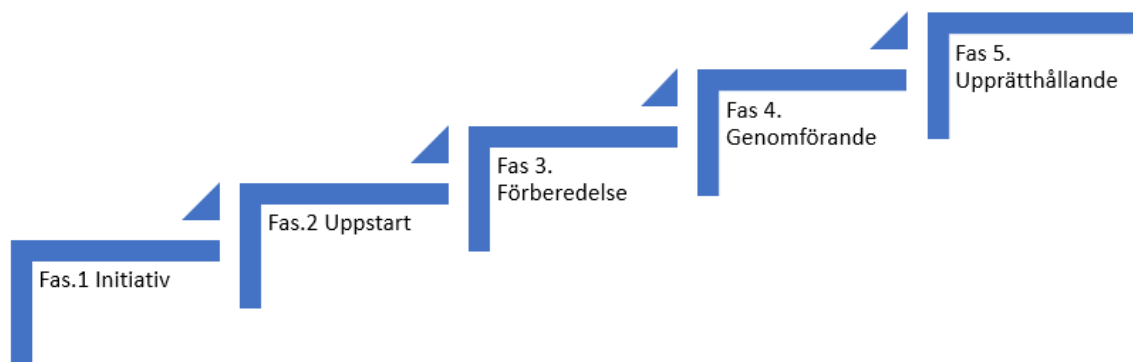 Fas.1 Initiativ
Fas.2 Uppstart
Fas 3.
Förberedelse
Fas 4.
Genomförande
Fas 5.
Upprätthållande